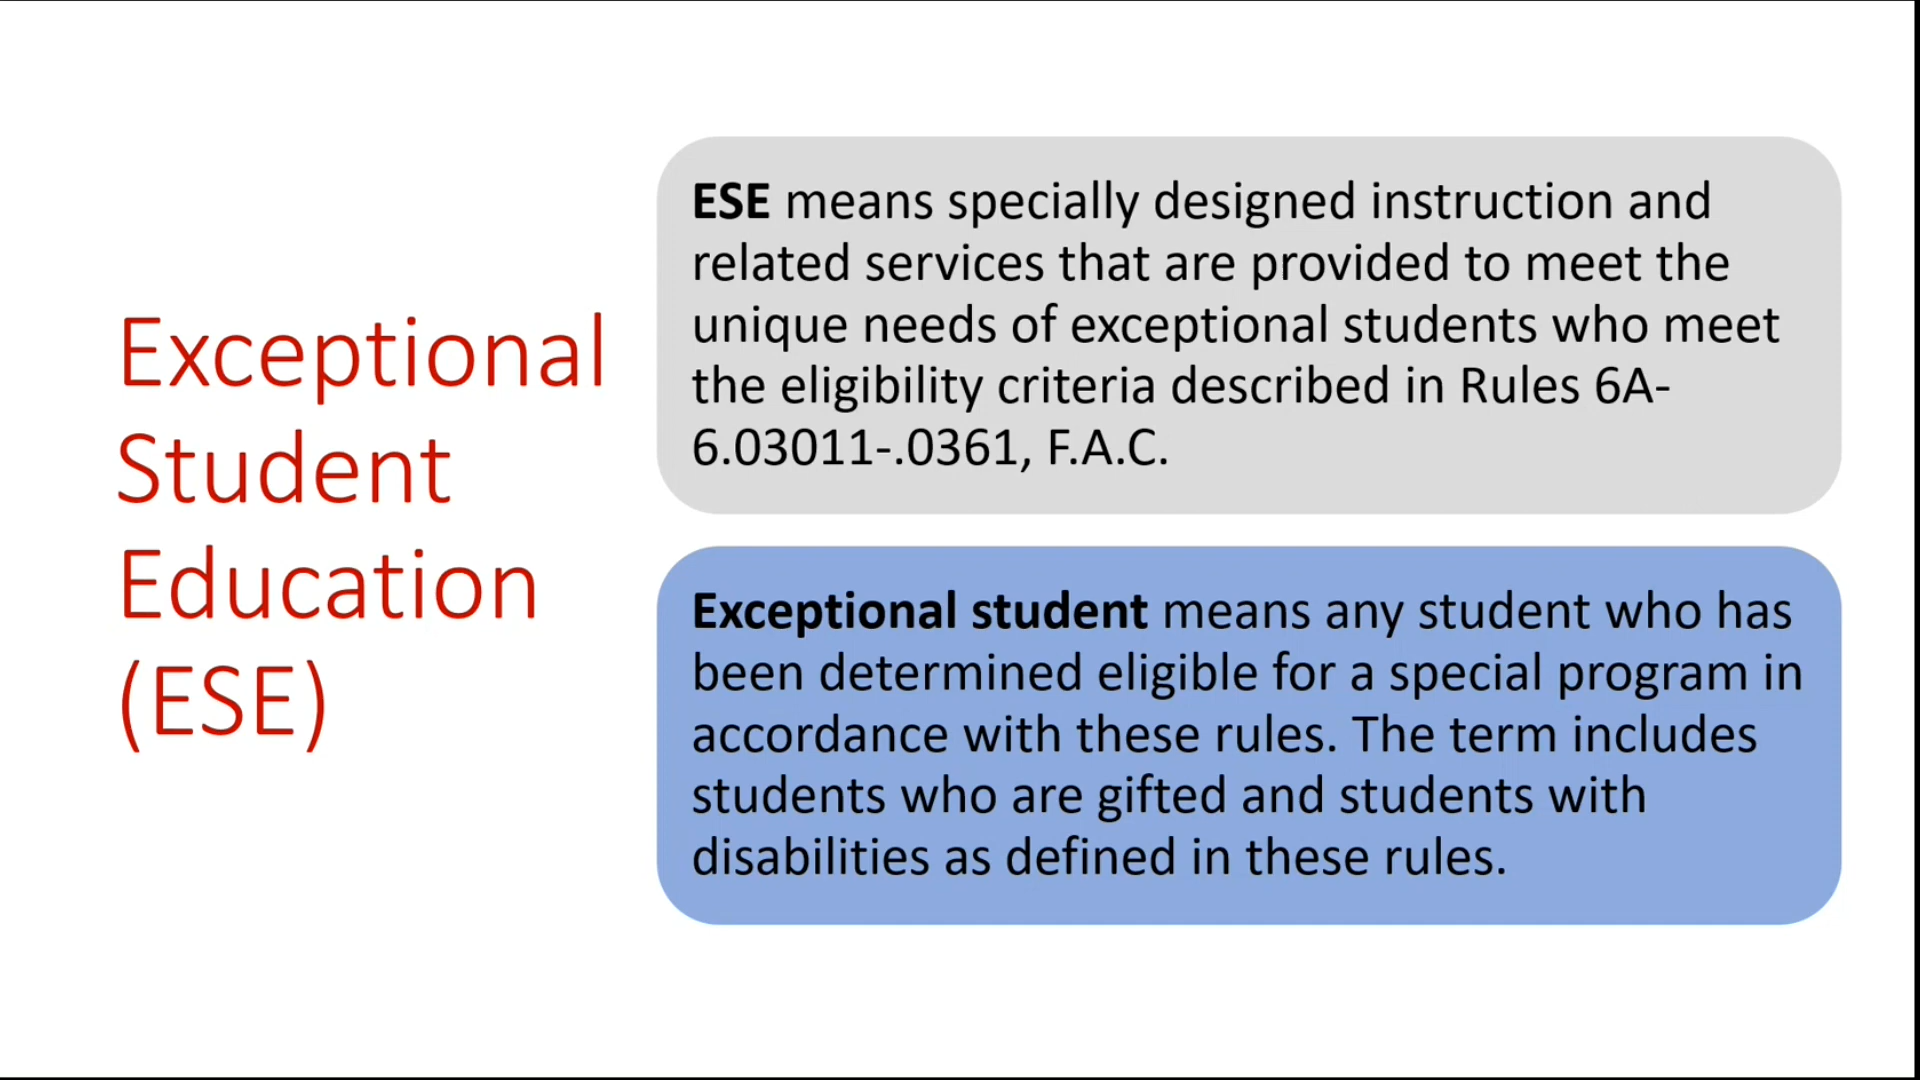 Exceptional
Student
Education
(ESE)
ESE means specially designed instruction and
related services that are provided to meet the
unique needs of exceptional students who meet
the eligibility criteria described in Rules 6A-
6.03011-.0361, F.A.C.
Exceptional student means any student who has
been determined eligible for a special program in
accordance with these rules. The term includes
students who are gifted and students with
disabilities as defined in these rules.